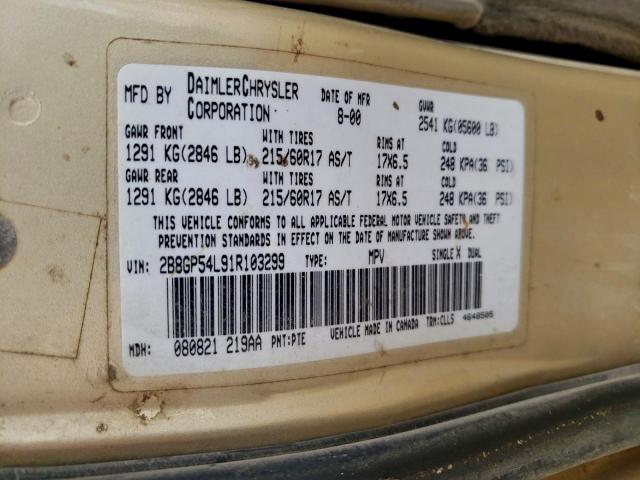 MFD BY DAIMLERCHRYSLER CORPORATION DATE OF MFR 8-00 GVWR 2541 KG(05600 LB)
GAWR FRONT WITH TIRES RIMS AT COLD
1291 KG(2846 LB) 215/60R17 AS/T 17X6.5 248 KPA(36 PSI)
GAWR REAR WITH TIRES RIMS AT COLD
1291 KG(2846 LB) 215/60R17 AS/T 17X6.5 248 KPA(36 PSI)
THIS VEHICLE CONFORMS TO ALL APPLICABLE FEDERAL MOTOR VEHICLE SAFETY AND THEFT
PREVENTION STANDARDS IN EFFECT ON THE DATE OF MANUFACTURE SHOWN ABOVE.
VIN: 2B8GP54L91R103299 TYPE: MPV SINGLE X DUAL
VEHICLE MADE IN CANADA TRM:CLLS 4648505
MDH: 080821 219AA PNT:PTE